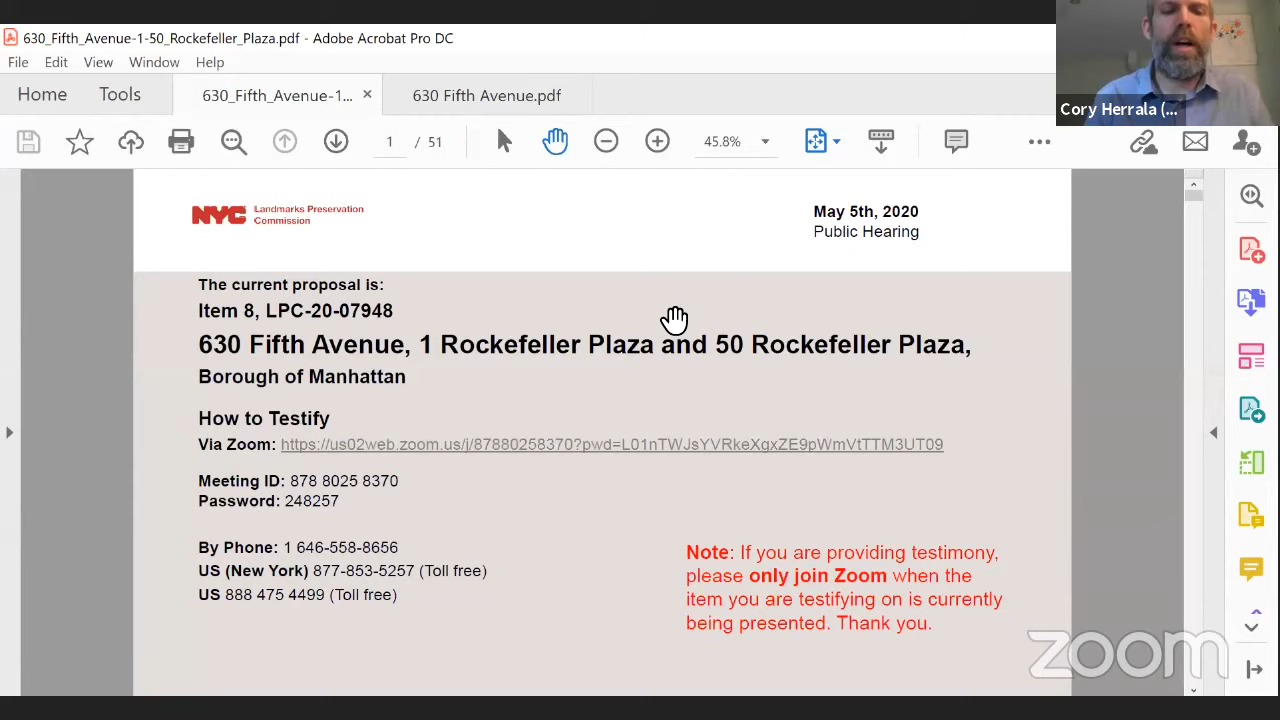 630_Fifth_Avenue-1-50_Rockefeller_Plaza.pdf - Adobe Acrobat Pro DC
File Edit View Window Help
Home Tools 630_Fifth_Avenue-1... × 630 Fifth Avenue.pdf
Cory Herrala (...
1 / 51 45.8%
NYC Landmarks Preservation
Commission
May 5th, 2020
Public Hearing
The current proposal is:
Item 8, LPC-20-07948
630 Fifth Avenue, 1 Rockefeller Plaza and 50 Rockefeller Plaza,
Borough of Manhattan
How to Testify
Via Zoom: https://us02web.zoom.us/j/87880258370?pwd=L01nTWJsYVRkeXgxZE9pWmVtTTM3UT09
Meeting ID: 878 8025 8370
Password: 248257
By Phone: 1 646-558-8656
US (New York) 877-853-5257 (Toll free)
US 888 475 4499 (Toll free)
Note: If you are providing testimony,
please only join Zoom when the
item you are testifying on is currently
being presented. Thank you.
zoom